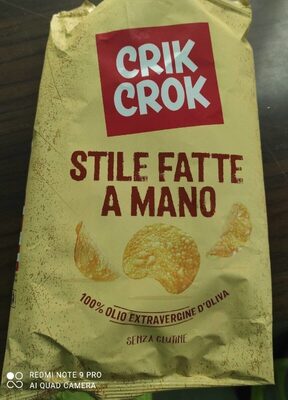 CRIK
CROK
STILE FATTE
A MANO
100% OLIO EXTRAVERGINE D'OLIVA
SENZA GLUTINE
REDMI NOTE 9 PRO
AI QUAD CAMERA